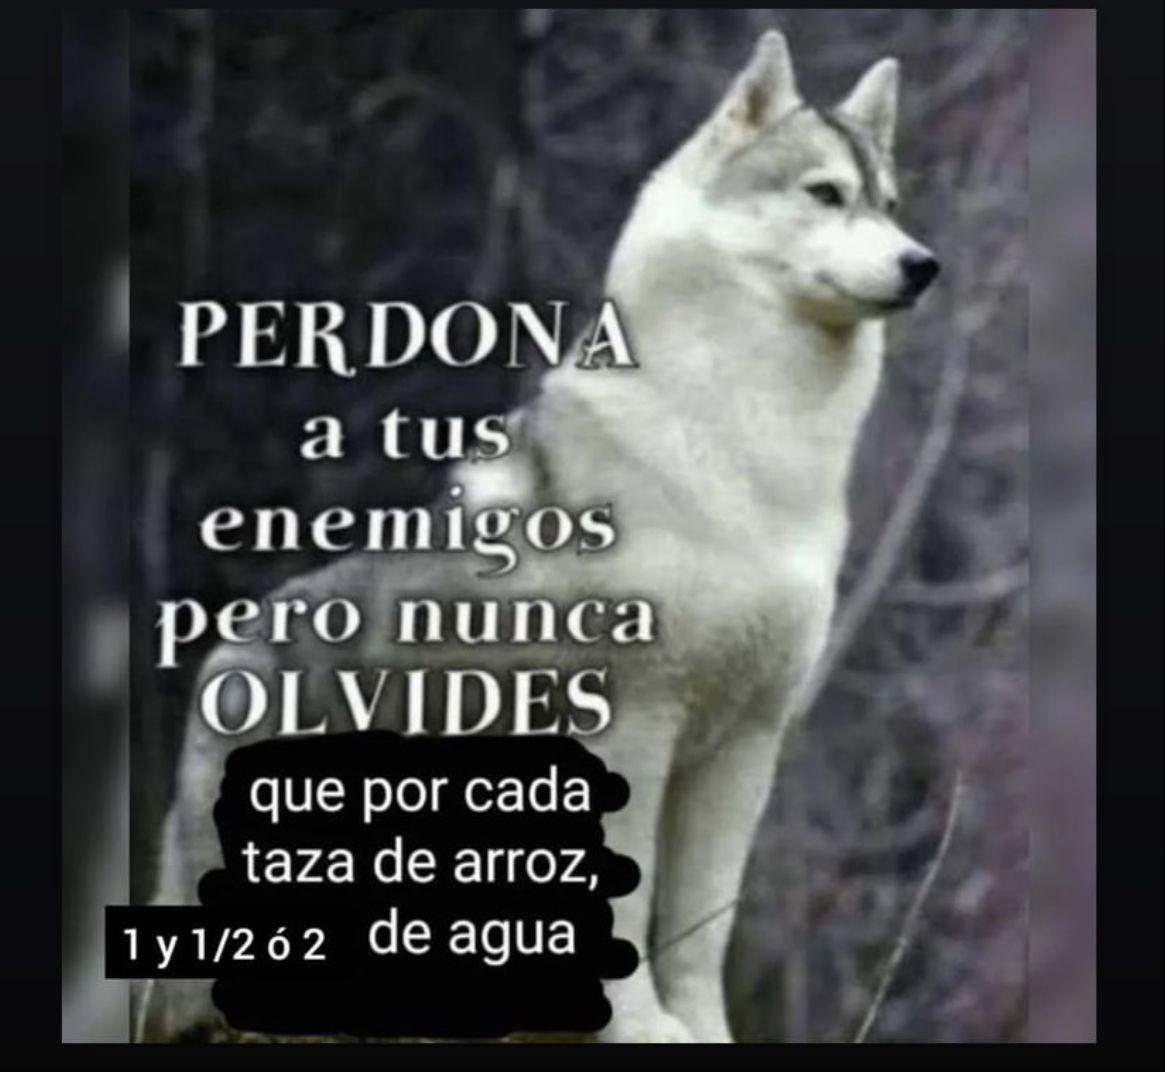 PERDONA
a tus
enemigos
pero nunca
OLVIDES
que por cada
taza de arroz,
1 y 1/2 ó 2 de agua